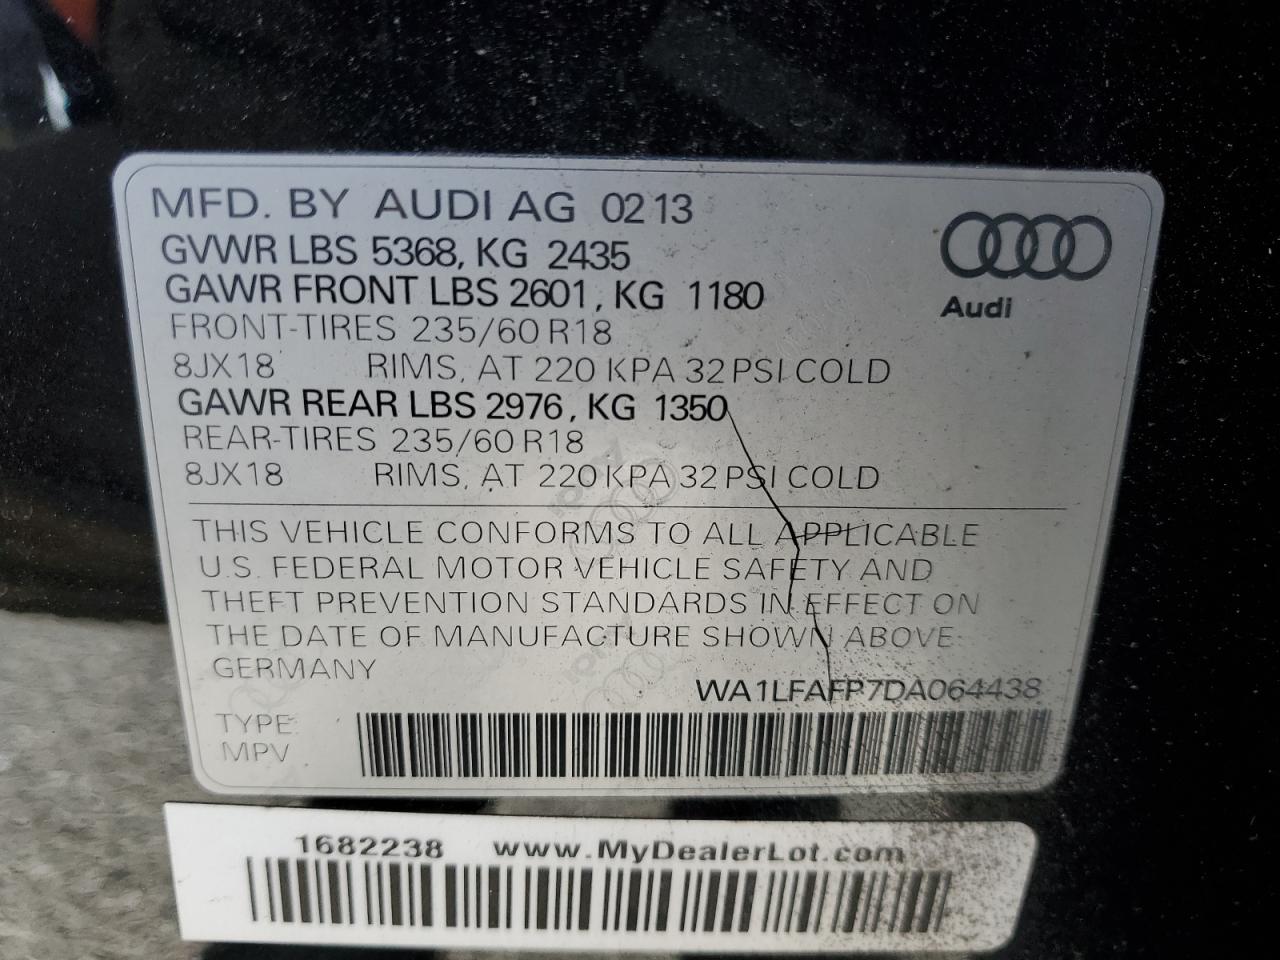 MFD. BY AUDI AG 02 13
GVWR LBS 5368, KG 2435
GAWR FRONT LBS 2601, KG 1180
FRONT-TIRES 235/60 R18
8JX18 RIMS, AT 220 KPA 32 PSI COLD
GAWR REAR LBS 2976, KG 1350
REAR-TIRES 235/60 R18
8JX18 RIMS, AT 220 KPA 32 PSI COLD
Audi
THIS VEHICLE CONFORMS TO ALL APPLICABLE
U.S. FEDERAL MOTOR VEHICLE SAFETY AND
THEFT PREVENTION STANDARDS IN EFFECT ON
THE DATE OF MANUFACTURE SHOWN ABOVE
GERMANY
WA1LFAFP7DA064438
TYPE:
MPV
1682238 www.MyDealerLot.com